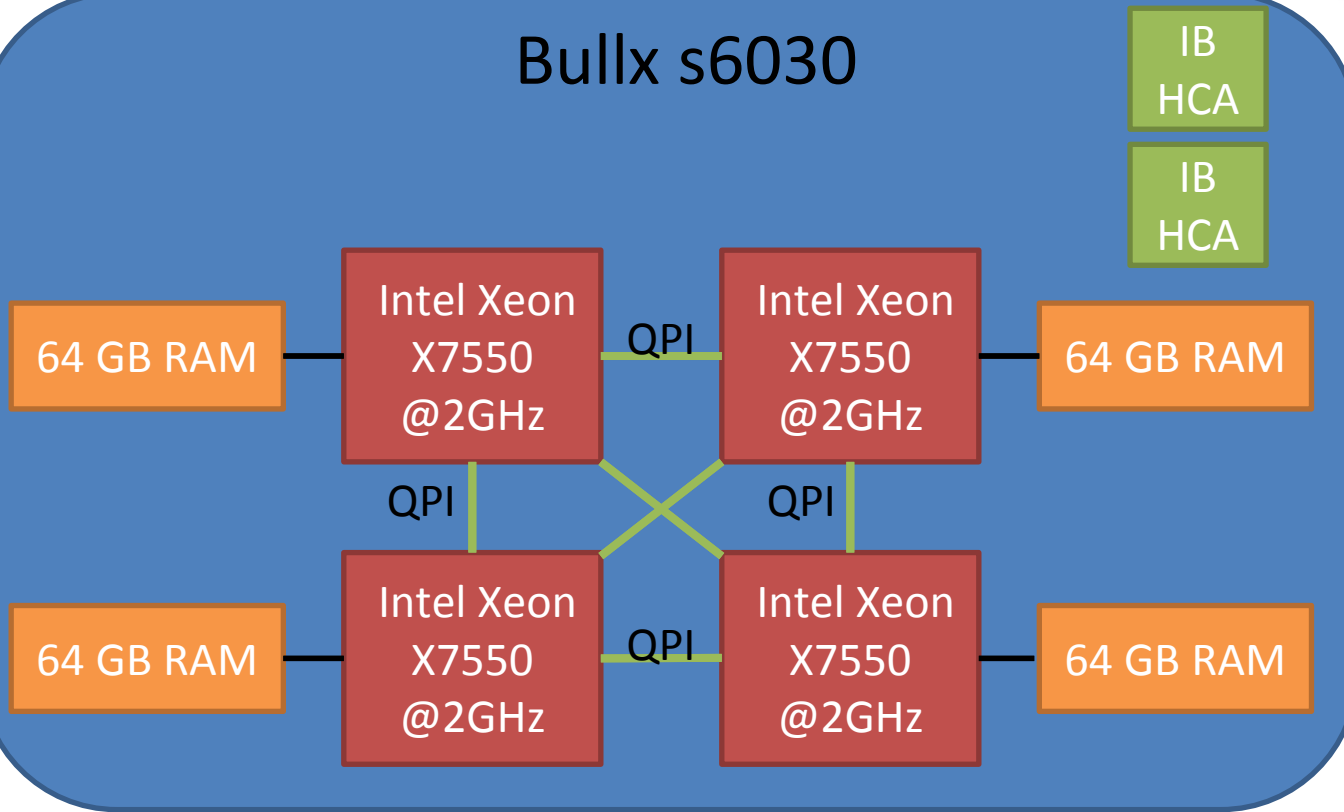 Bullx s6030
IB
HCA
IB
HCA
64 GB RAM
Intel Xeon
X7550
@2GHz
QPI
Intel Xeon
X7550
@2GHz
64 GB RAM
QPI
QPI
64 GB RAM
Intel Xeon
X7550
@2GHz
QPI
Intel Xeon
X7550
@2GHz
64 GB RAM